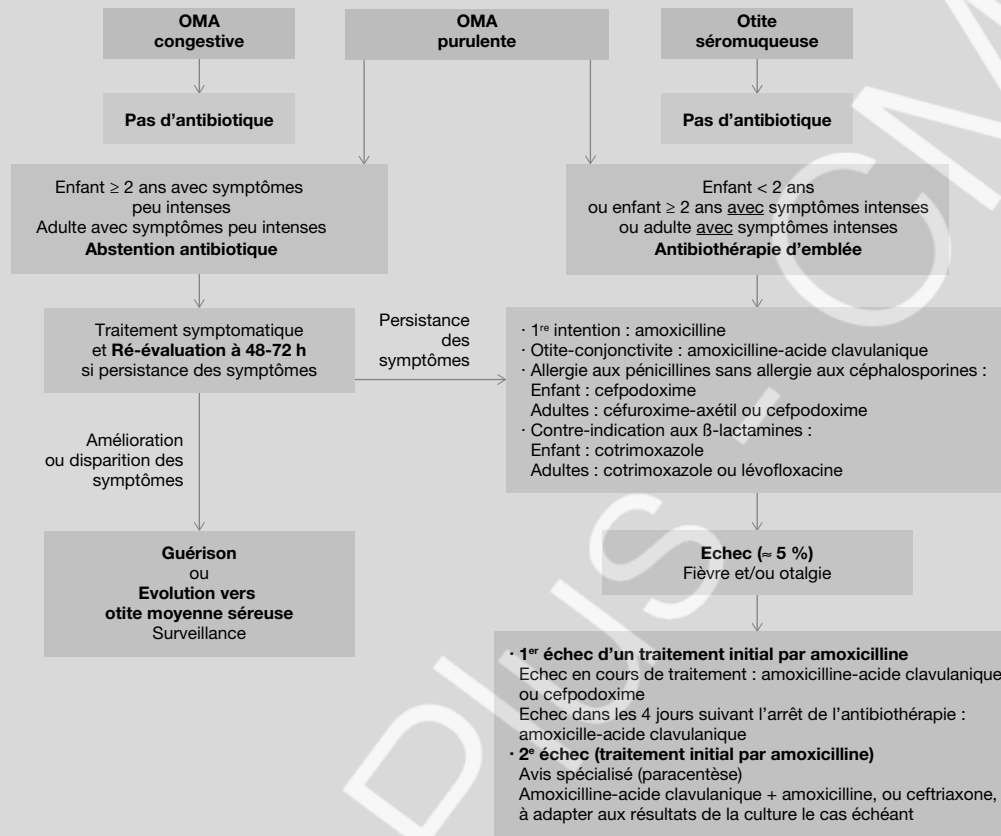 OMA
congestive
OMA
purulente
Otite
séromuqueuse
Pas d'antibiotique
Pas d'antibiotique
Enfant ≥ 2 ans avec symptômes
peu intenses
Adulte avec symptômes peu intenses
Abstention antibiotique
Enfant < 2 ans
ou enfant ≥ 2 ans avec symptômes intenses
ou adulte avec symptômes intenses
Antibiothérapie d'emblée
Traitement symptomatique
et Ré-évaluation à 48-72 h
si persistance des symptômes
Persistance
des
symptômes
· 1re intention : amoxicilline
· Otite-conjonctivite : amoxicilline-acide clavulanique
· Allergie aux pénicillines sans allergie aux céphalosporines :
Enfant : cefpodoxime
Adultes : céfuroxime-axétil ou cefpodoxime
· Contre-indication aux ß-lactamines :
Enfant : cotrimoxazole
Adultes : cotrimoxazole ou lévofloxacine
Amélioration
ou disparition des
symptômes
Guérison
ou
Evolution vers
otite moyenne séreuse
Surveillance
Echec (≈ 5 %)
Fièvre et/ou otalgie
· 1er échec d'un traitement initial par amoxicilline
Echec en cours de traitement : amoxicilline-acide clavulanique
ou cefpodoxime
Echec dans les 4 jours suivant l'arrêt de l'antibiothérapie :
amoxicille-acide clavulanique
· 2e échec (traitement initial par amoxicilline)
Avis spécialisé (paracentèse)
Amoxicilline-acide clavulanique + amoxicilline, ou ceftriaxone,
à adapter aux résultats de la culture le cas échéant